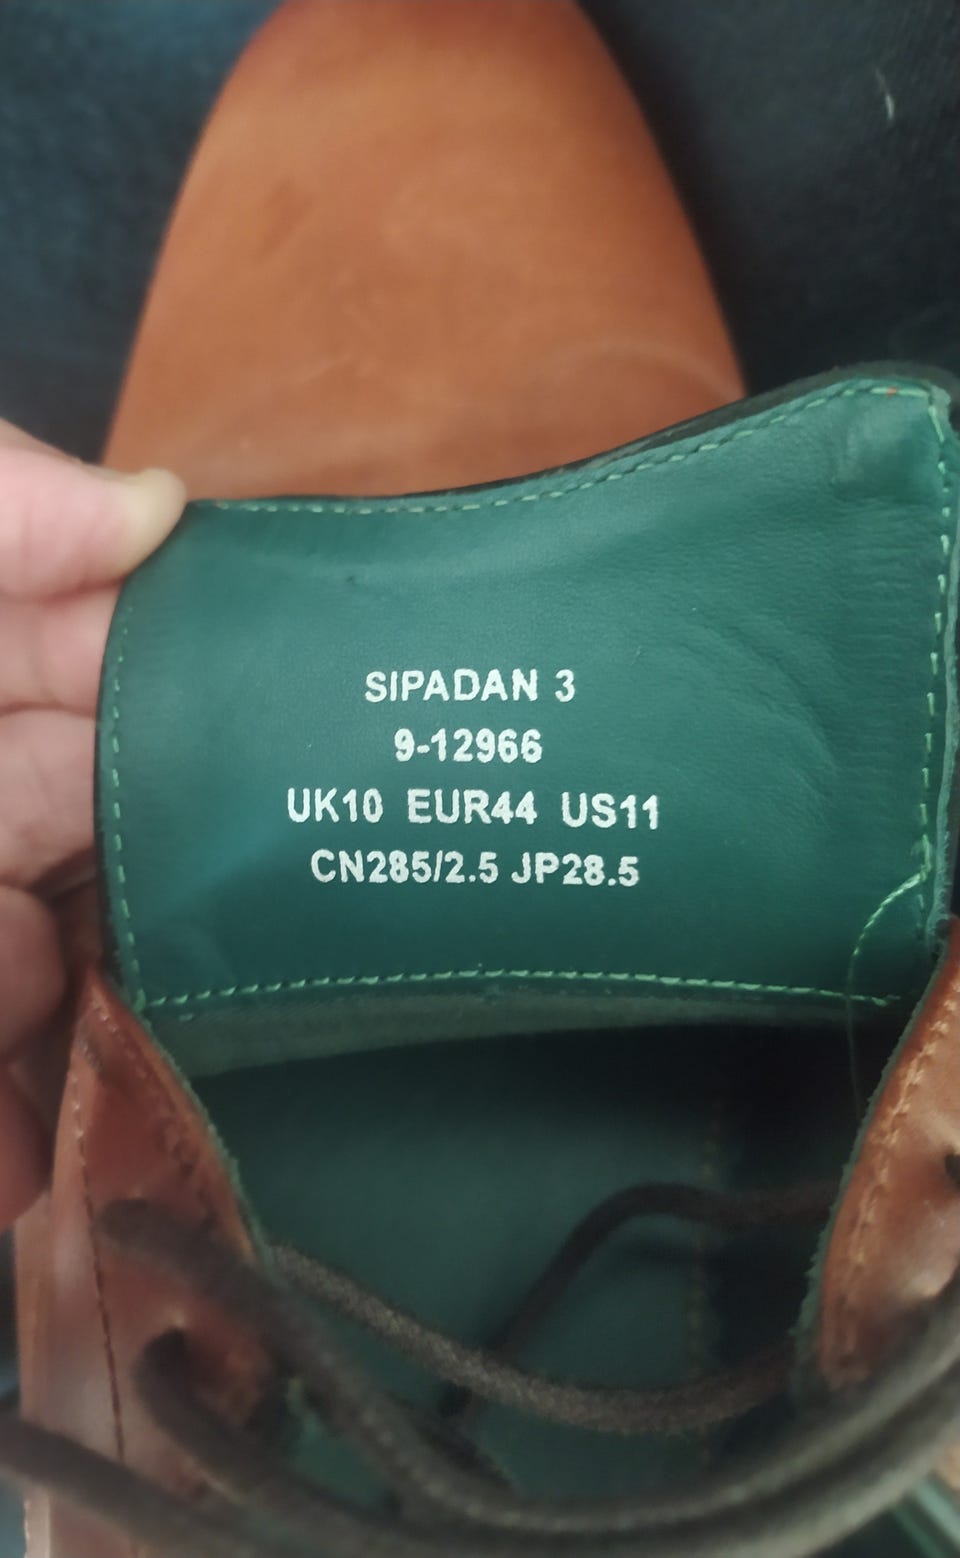 SIPADAN 3
9-12966
UK10 EUR44 US11
CN285/2.5 JP28.5